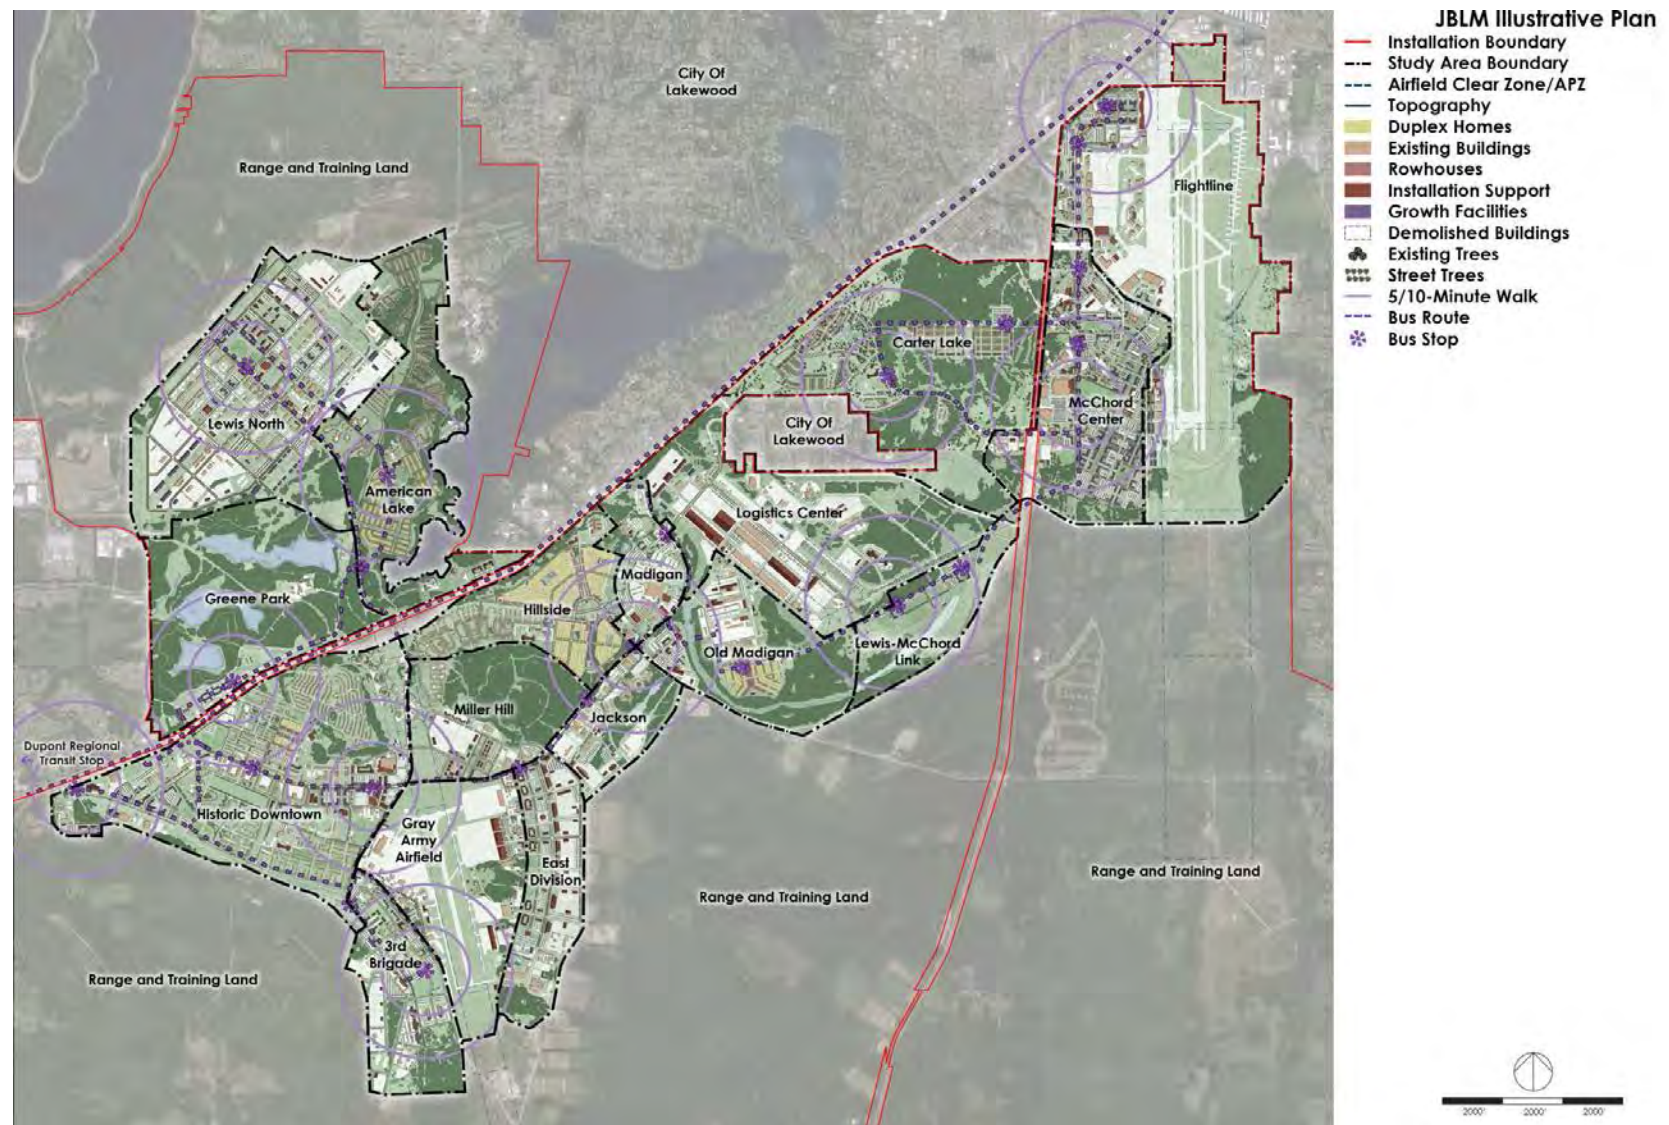 JBLM Illustrative Plan
Installation Boundary
Study Area Boundary
Airfield Clear Zone/APZ
Topography
Duplex Homes
Existing Buildings
Rowhouses
Installation Support
Growth Facilities
Demolished Buildings
Existing Trees
Street Trees
5/10-Minute Walk
Bus Route
Bus Stop
City Of
Lakewood
Range and Training Land
Flightline
Carter Lake
McChord
Center
City Of
Lakewood
Lewis North
American
Lake
Logistics Center
Madigan
Greene Park
Hillside
Old Madigan
Lewis-McChord
Link
Miller Hill
Jackson
Dupont Regional
Transit Stop
Historic Downtown
Gray
Army
Airfield
East
Division
Range and Training Land
Range and Training Land
3rd
Brigade
Range and Training Land
2000'
2000'
2000'